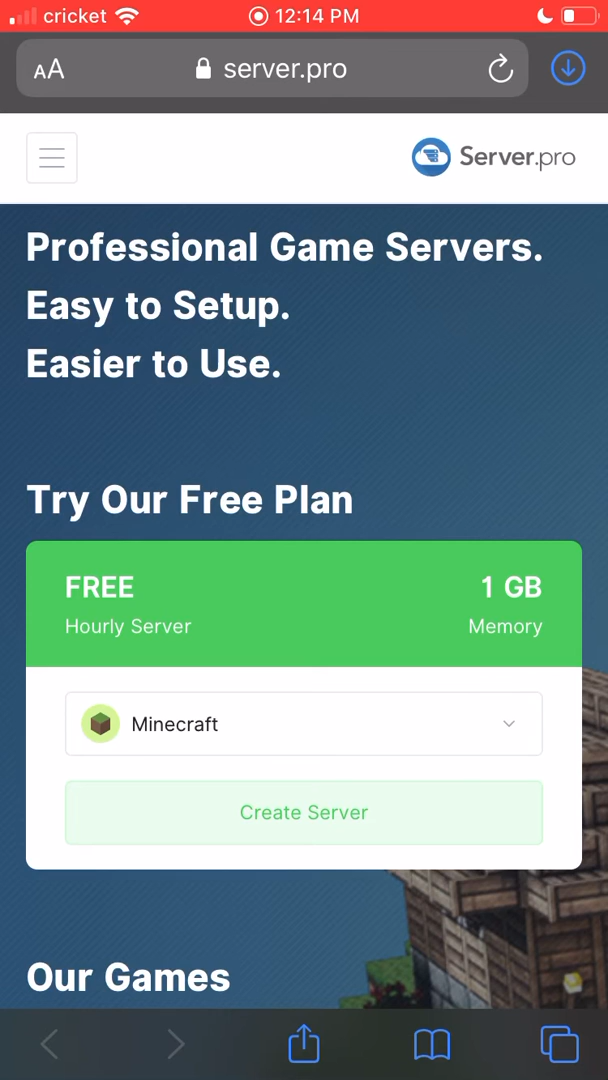 cricket 12:14 PM
AA server.pro
Server.pro
Professional Game Servers.
Easy to Setup.
Easier to Use.
Try Our Free Plan
FREE 1 GB
Hourly Server Memory
Minecraft
Create Server
Our Games